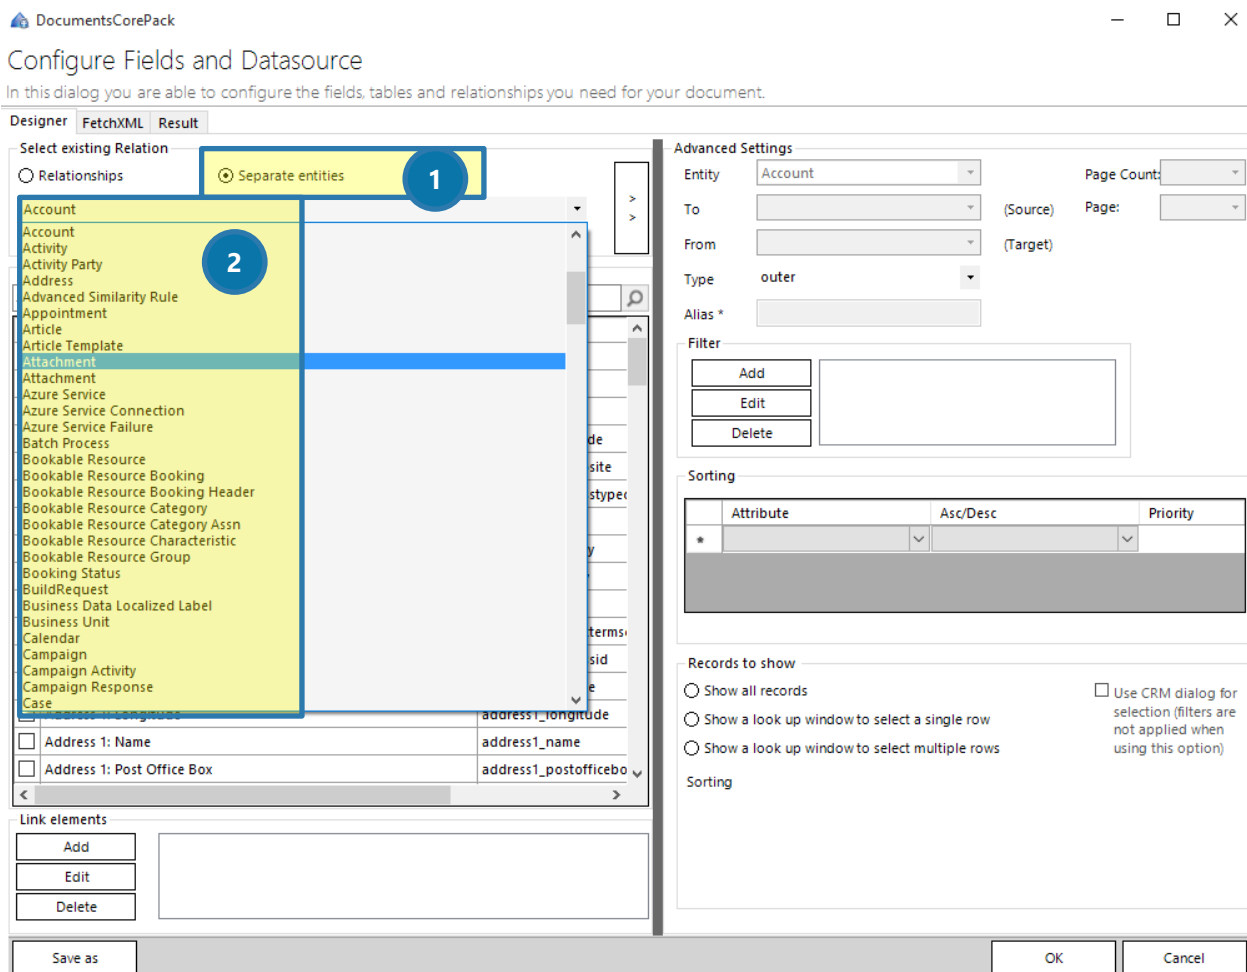 DocumentsCorePack
Configure Fields and Datasource
In this dialog you are able to configure the fields, tables and relationships you need for your document.
Designer
FetchXML
Result
Select existing Relation
Relationships
Separate entities
1
>
>
Account
2
Account
Activity
Activity Party
Address
Advanced Similarity Rule
Appointment
Article
Article Template
Attachment
Attachment
Azure Service
Azure Service Connection
Azure Service Failure
Batch Process
Bookable Resource
Bookable Resource Booking
Bookable Resource Booking Header
Bookable Resource Category
Bookable Resource Category Assn
Bookable Resource Characteristic
Bookable Resource Group
Booking Status
BuildRequest
Business Data Localized Label
Business Unit
Calendar
Campaign
Campaign Activity
Campaign Response
Case
address1_longitude
Address 1: Name
address1_name
Address 1: Post Office Box
address1_postofficebo
Link elements
Add
Edit
Delete
Save as
Advanced Settings
Entity
Account
Page Count:
To
(Source)
Page:
From
(Target)
Type
outer
Alias *
Filter
Add
Edit
Delete
Sorting
Attribute
Asc/Desc
Priority
*
Records to show
Show all records
Show a look up window to select a single row
Show a look up window to select multiple rows
Use CRM dialog for
selection (filters are
not applied when
using this option)
Sorting
OK
Cancel